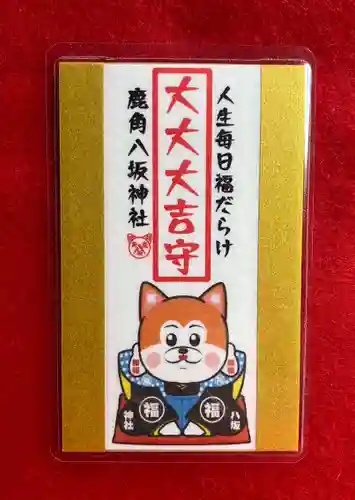 人生毎日福だらけ
大大大吉守
鹿角八坂神社
福
福
八坂
神社